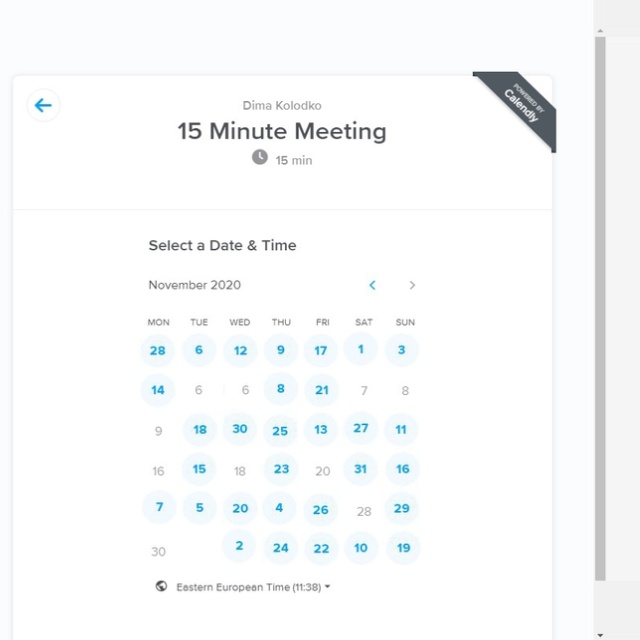 POWERED BY
Calendly
Dima Kolodko
15 Minute Meeting
15 min
Select a Date & Time
November 2020
MON TUE WED THU FRI SAT SUN
28 6 12 9 17 1 3
14 6 6 8 21 7 8
9 18 30 25 13 27 11
16 15 18 23 20 31 16
7 5 20 4 26 28 29
30 2 24 22 10 19
Eastern European Time (11:38)